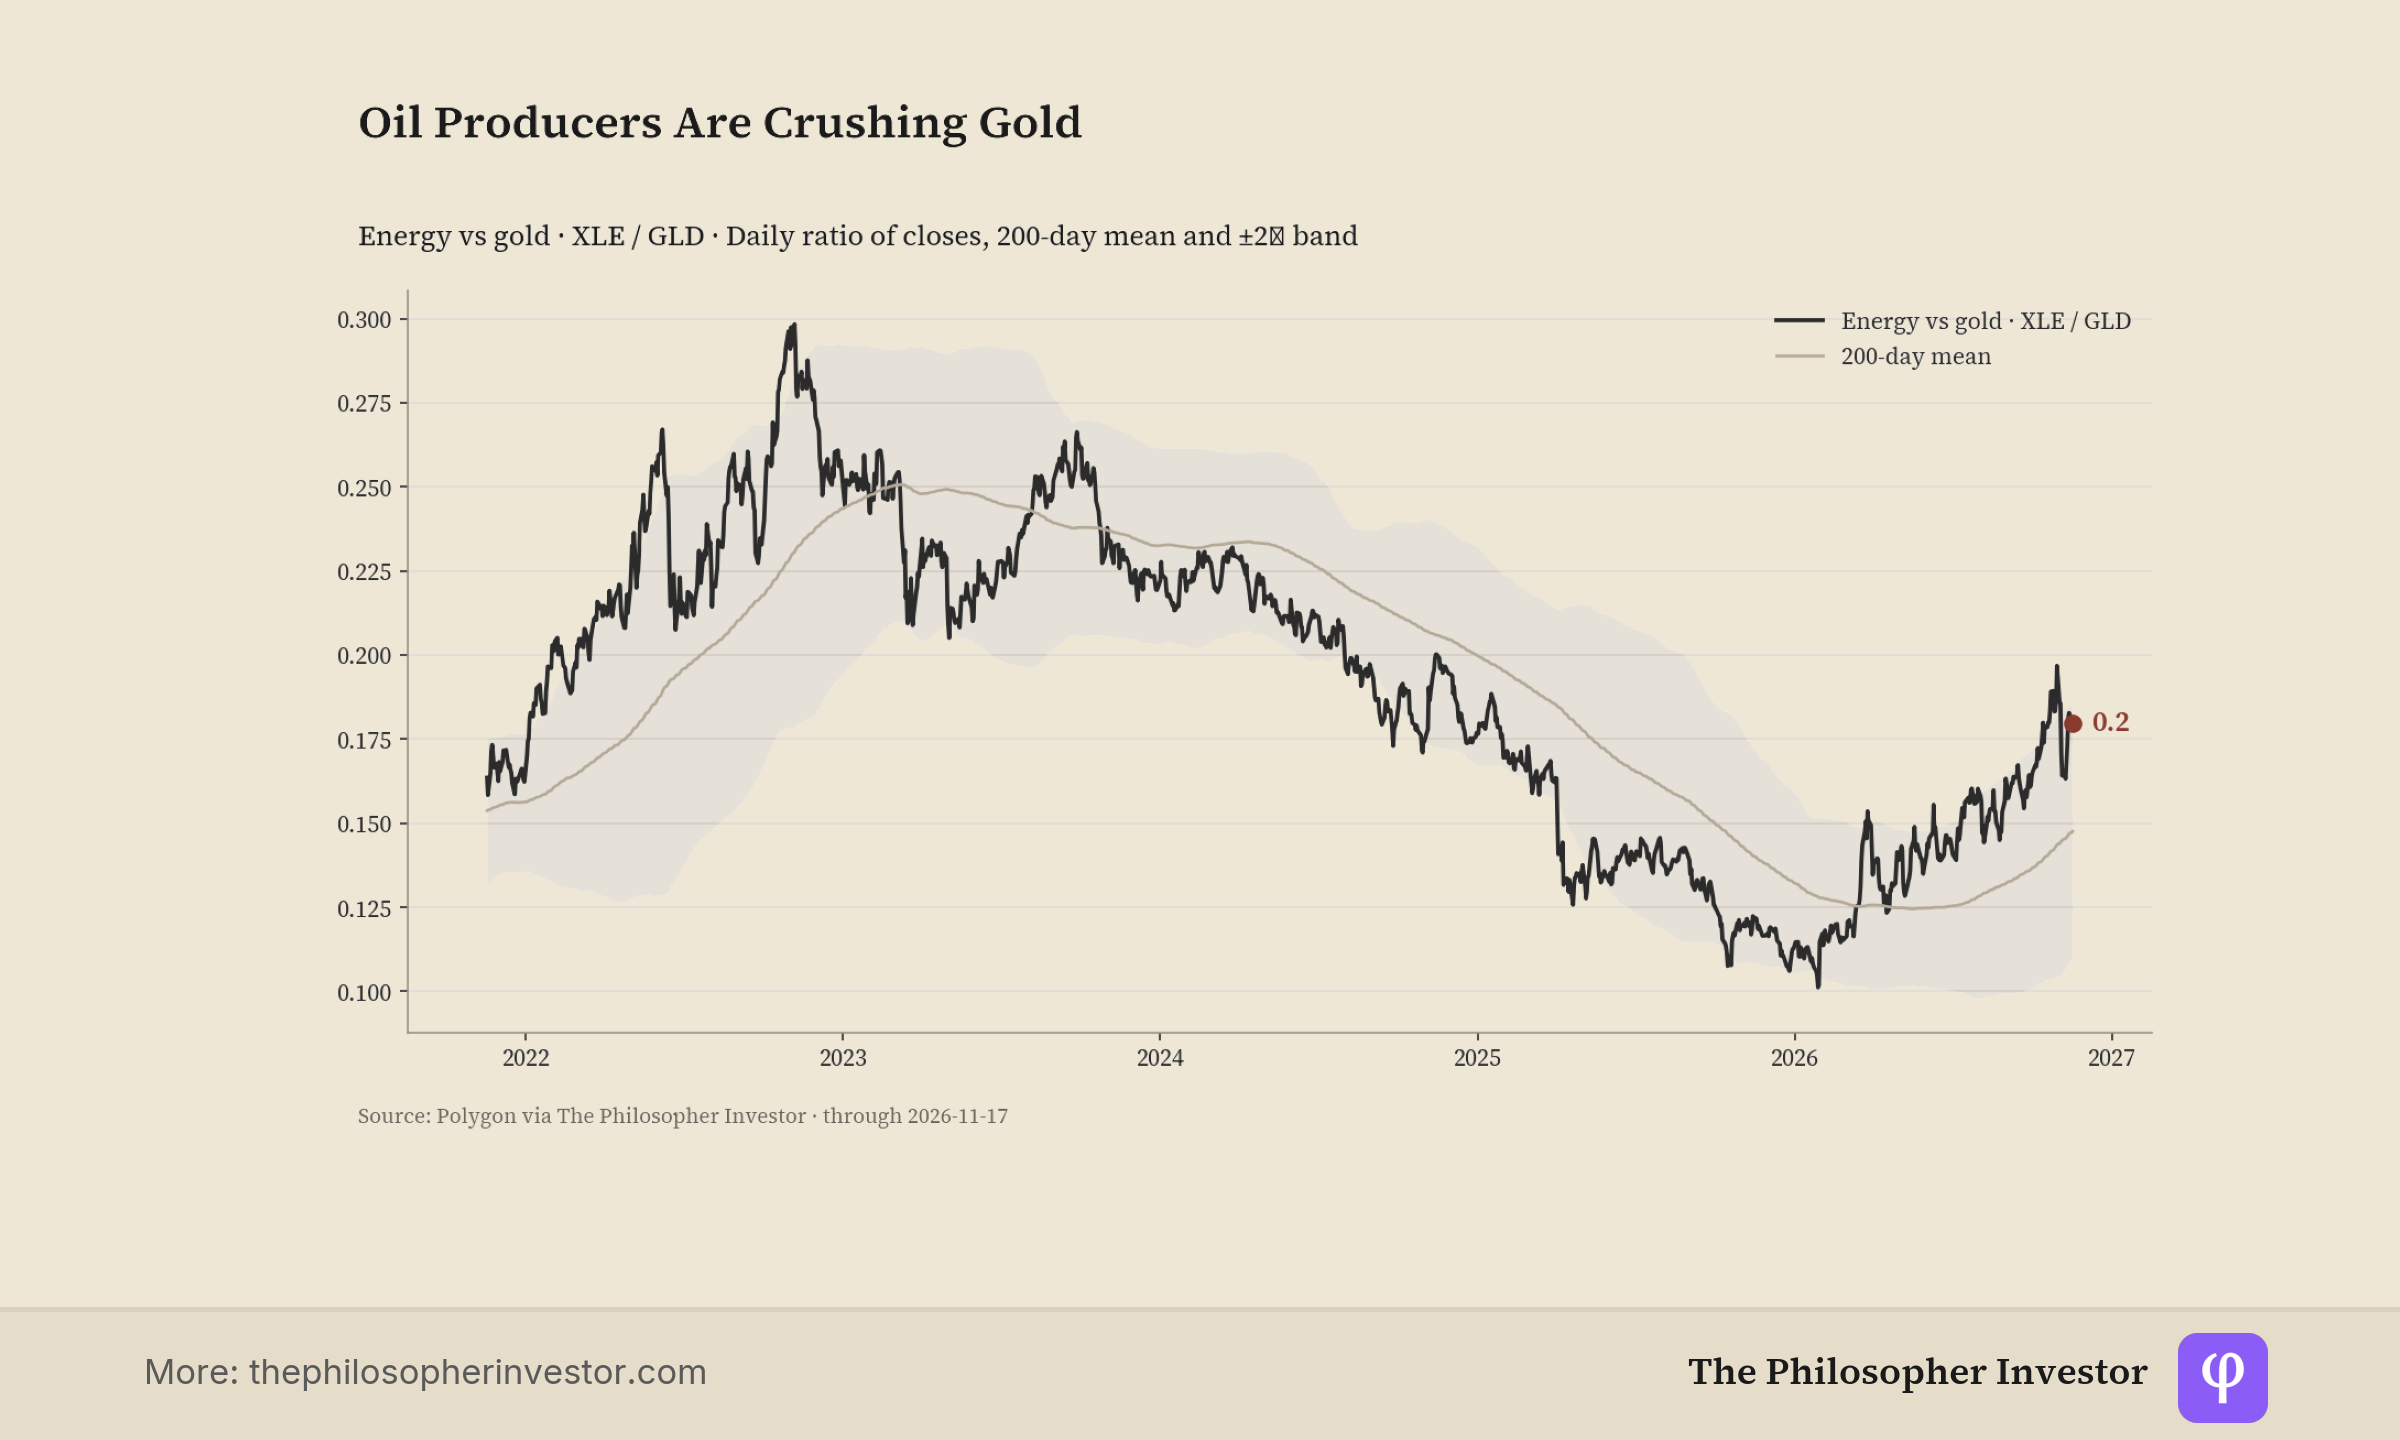 Oil Producers Are Crushing Gold
Energy vs gold · XLE / GLD · Daily ratio of closes, 200-day mean and ±2 band
Energy vs gold · XLE / GLD
200-day mean
0.300
0.275
0.250
0.225
0.200
0.175
0.150
0.125
0.100
0.2
2022
2023
2024
2025
2026
2027
Source: Polygon via The Philosopher Investor · through 2026-11-17
More: thephilosopherinvestor.com
The Philosopher Investor
φ